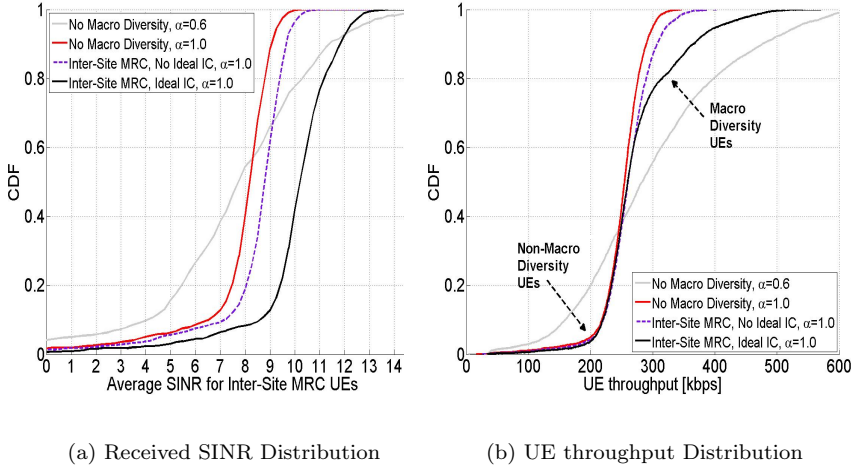 CDF
1
0.8
0.6
0.4
0.2
0
No Macro Diversity, α=0.6
No Macro Diversity, α=1.0
Inter-Site MRC, No Ideal IC, α=1.0
Inter-Site MRC, Ideal IC, α=1.0
0 1 2 3 4 5 6 7 8 9 10 11 12 13 14
Average SINR for Inter-Site MRC UEs
(a) Received SINR Distribution
CDF
1
0.8
0.6
0.4
0.2
0
Macro
Diversity
UEs
Non-Macro
Diversity
UEs
No Macro Diversity, α=0.6
No Macro Diversity, α=1.0
Inter-Site MRC, No Ideal IC, α=1.0
Inter-Site MRC, Ideal IC, α=1.0
0 100 200 300 400 500 600
UE throughput [kbps]
(b) UE throughput Distribution